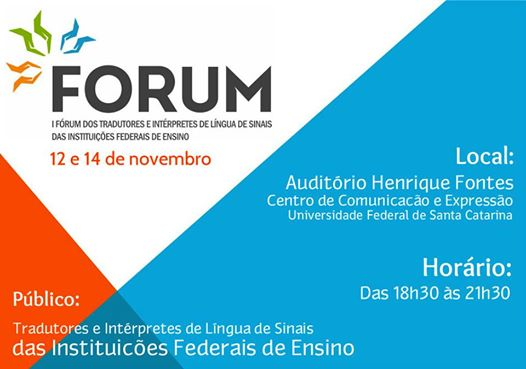 FORUM
I FÓRUM DOS TRADUTORES E INTÉRPRETES DE LÍNGUA DE SINAIS
DAS INSTITUIÇÕES FEDERAIS DE ENSINO
12 e 14 de novembro
Local:
Auditório Henrique Fontes
Centro de Comunicacão e Expressão
Universidade Federal de Santa Catarina
Horário:
Das 18h30 às 21h30
Público:
Tradutores e Intérpretes de Língua de Sinais
das Instituicões Federais de Ensino